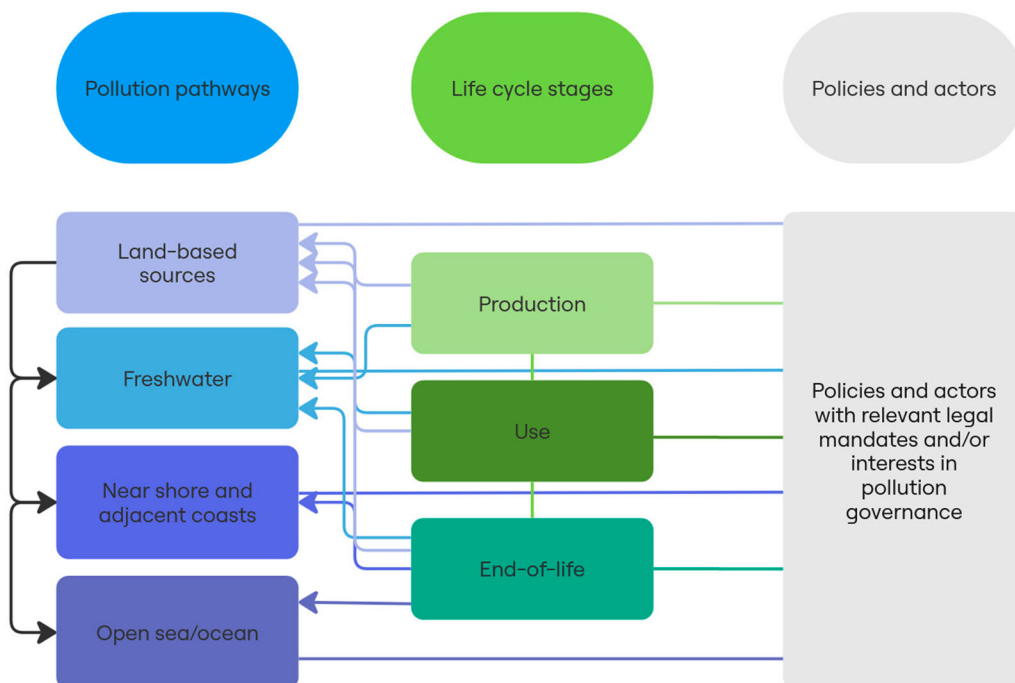 Pollution pathways
Life cycle stages
Policies and actors
Land-based
sources
Freshwater
Near shore and
adjacent coasts
Open sea/ocean
Production
Use
End-of-life
Policies and actors
with relevant legal
mandates and/or
interests in
pollution
governance